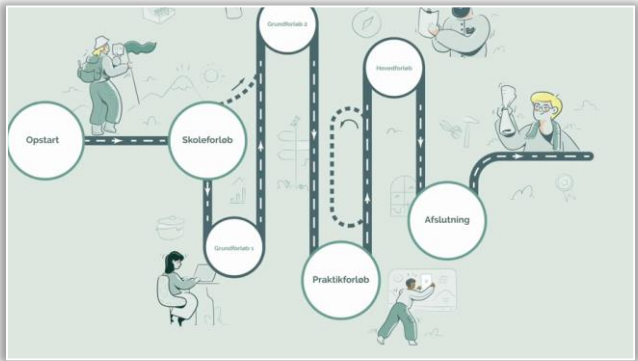 Opstart
Skoleforløb
Grundforløb 1
Grundforløb 2
Praktikforløb
Hovedforløb
Afslutning